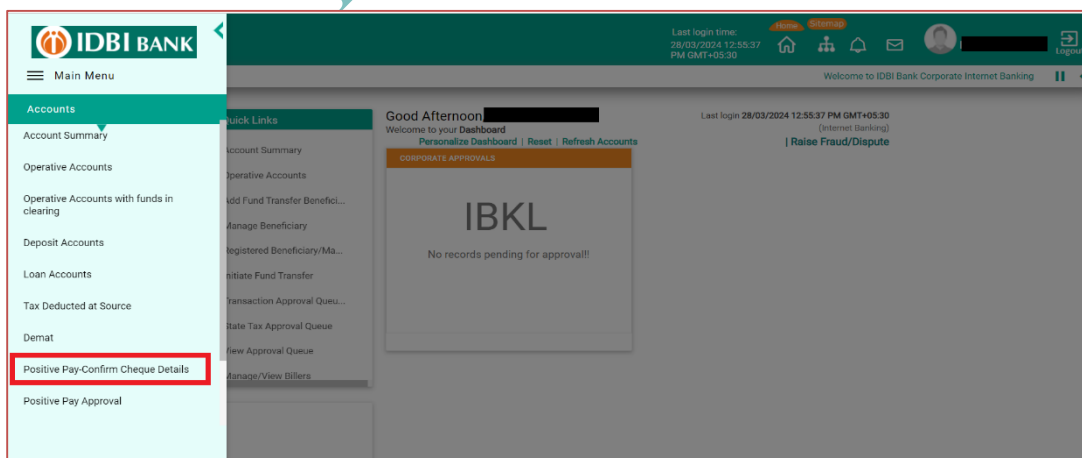 IDBI BANK
Main Menu
Accounts
Account Summary
Operative Accounts
Operative Accounts with funds in
clearing
Deposit Accounts
Loan Accounts
Tax Deducted at Source
Demat
Positive Pay-Confirm Cheque Details
Positive Pay Approval
Last login time:
28/03/2024 12:55:37
PM GMT+05:30
Home
Sitemap
Logout
Welcome to IDBI Bank Corporate Internet Banking
Quick Links
Account Summary
Operative Accounts
Add Fund Transfer Benefici...
Manage Beneficiary
Registered Beneficiary/Ma...
Initiate Fund Transfer
Transaction Approval Queu...
State Tax Approval Queue
View Approval Queue
Manage/View Billers
Good Afternoon,
Welcome to your Dashboard
Personalize Dashboard | Reset | Refresh Accounts
CORPORATE APPROVALS
IBKL
No records pending for approval!!
Last login 28/03/2024 12:55:37 PM GMT+05:30
(Internet Banking)
| Raise Fraud/Dispute